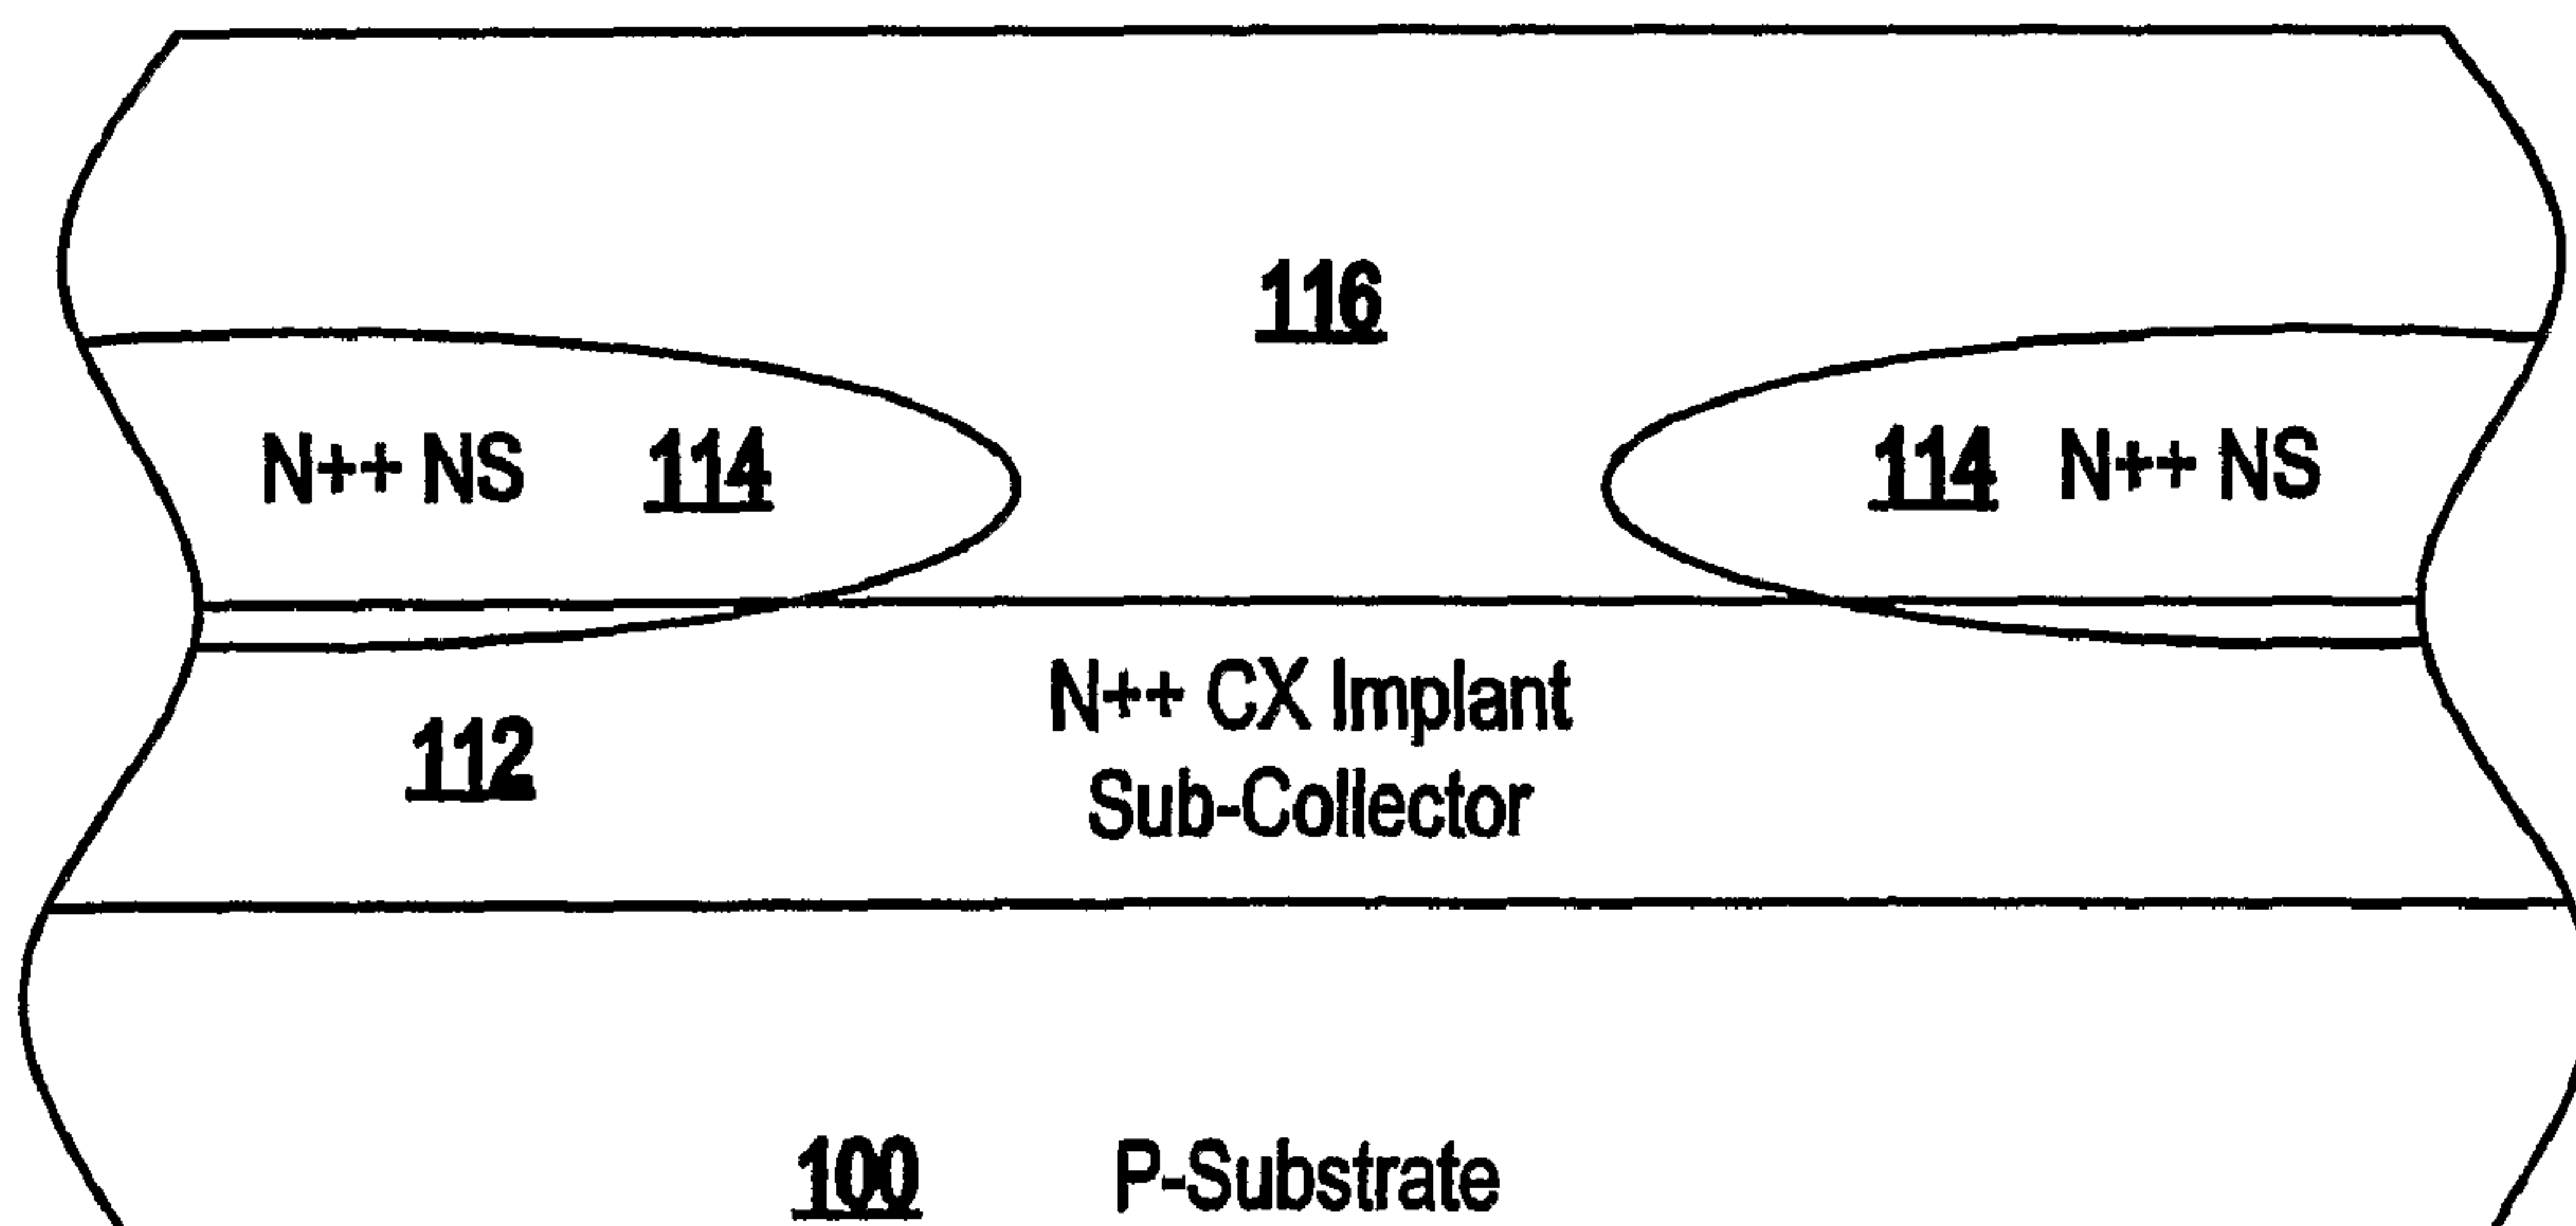 116
N++ NS 114
114 N++ NS
N++ CX Implant
Sub-Collector
112
100 P-Substrate